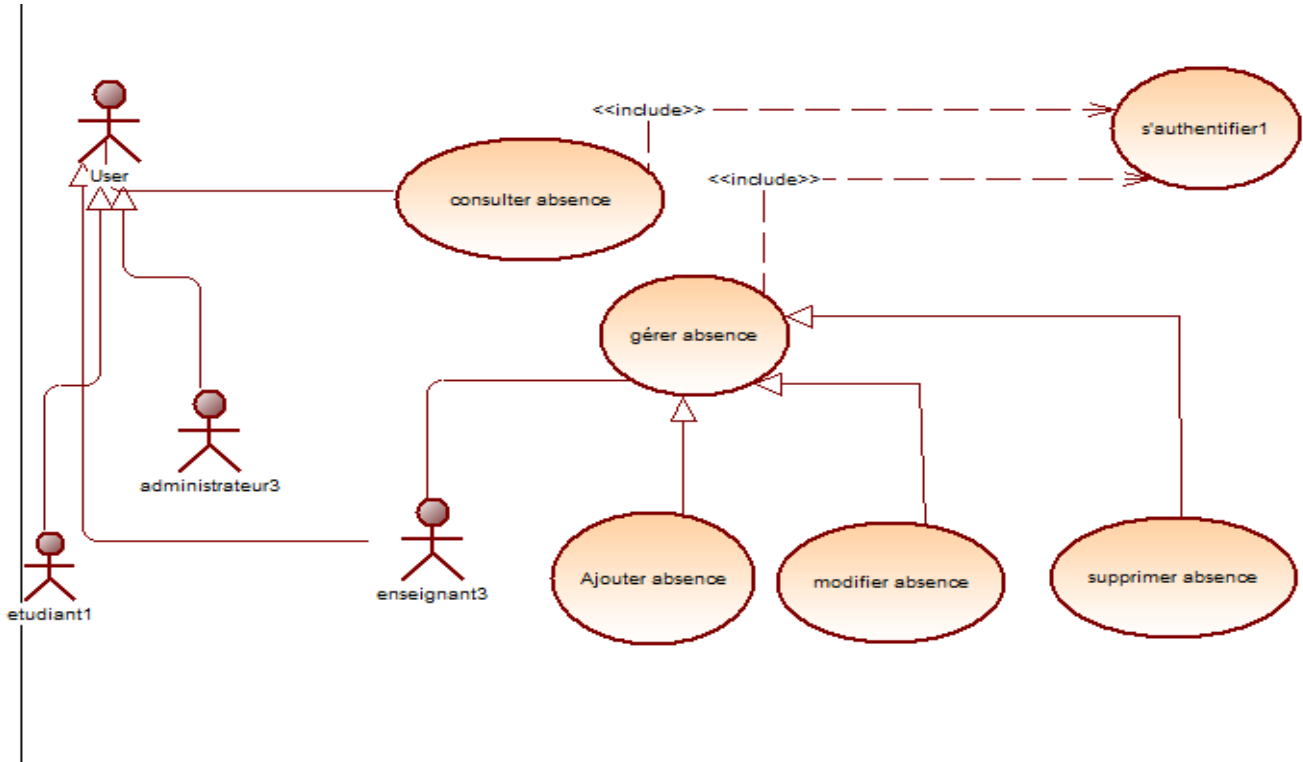 <<include>>
s'authentifier1
User
<<include>>
consulter absence
gérer absence
administrateur3
Ajouter absence
modifier absence
supprimer absence
enseignant3
etudiant1